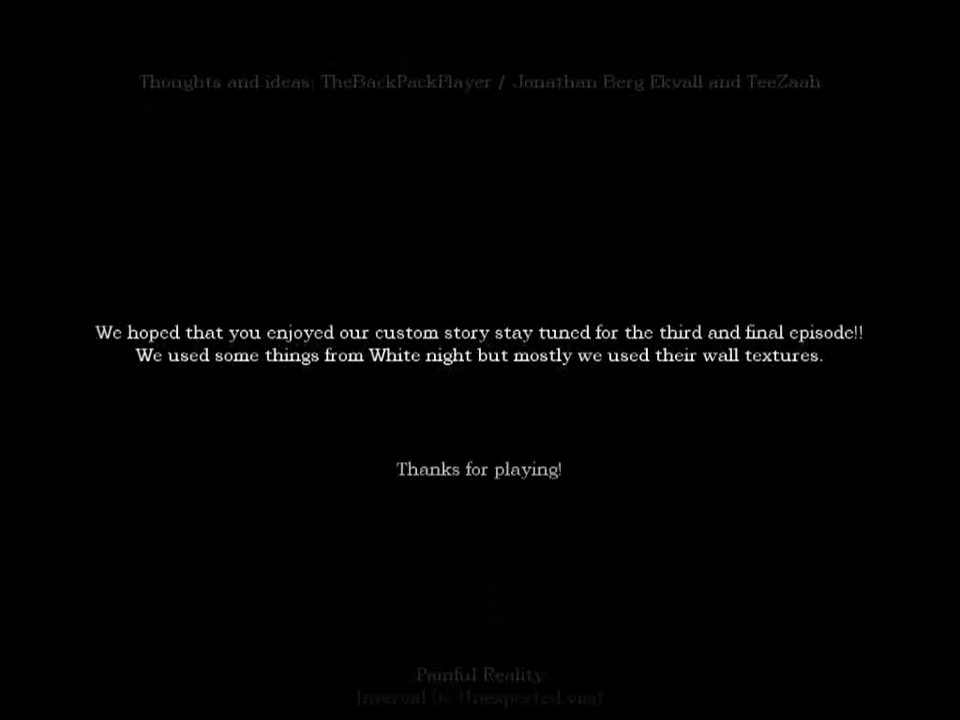 Thoughts and ideas: TheBackPackPlayer / Jonathan Berg Ekvall and TeeZaah
We hoped that you enjoyed our custom story stay tuned for the third and final episode!!
We used some things from White night but mostly we used their wall textures.
Thanks for playing!
Painful Reality
Interval